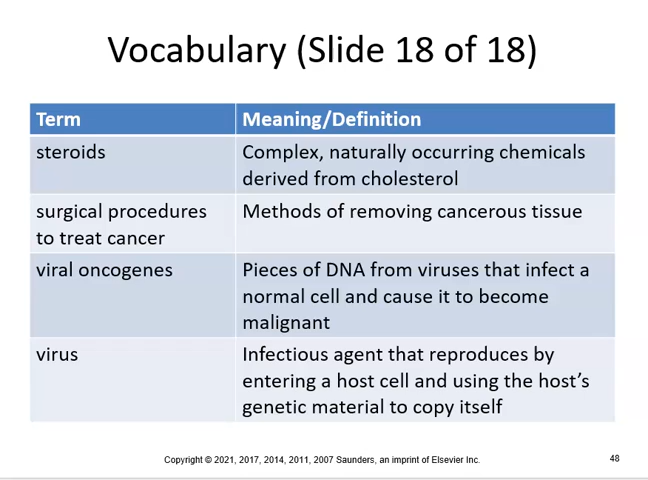 Vocabulary (Slide 18 of 18)
Term
Meaning/Definition
steroids
Complex, naturally occurring chemicals
derived from cholesterol
surgical procedures
to treat cancer
Methods of removing cancerous tissue
viral oncogenes
Pieces of DNA from viruses that infect a
normal cell and cause it to become
malignant
virus
Infectious agent that reproduces by
entering a host cell and using the host’s
genetic material to copy itself
Copyright © 2021, 2017, 2014, 2011, 2007 Saunders, an imprint of Elsevier Inc.
48